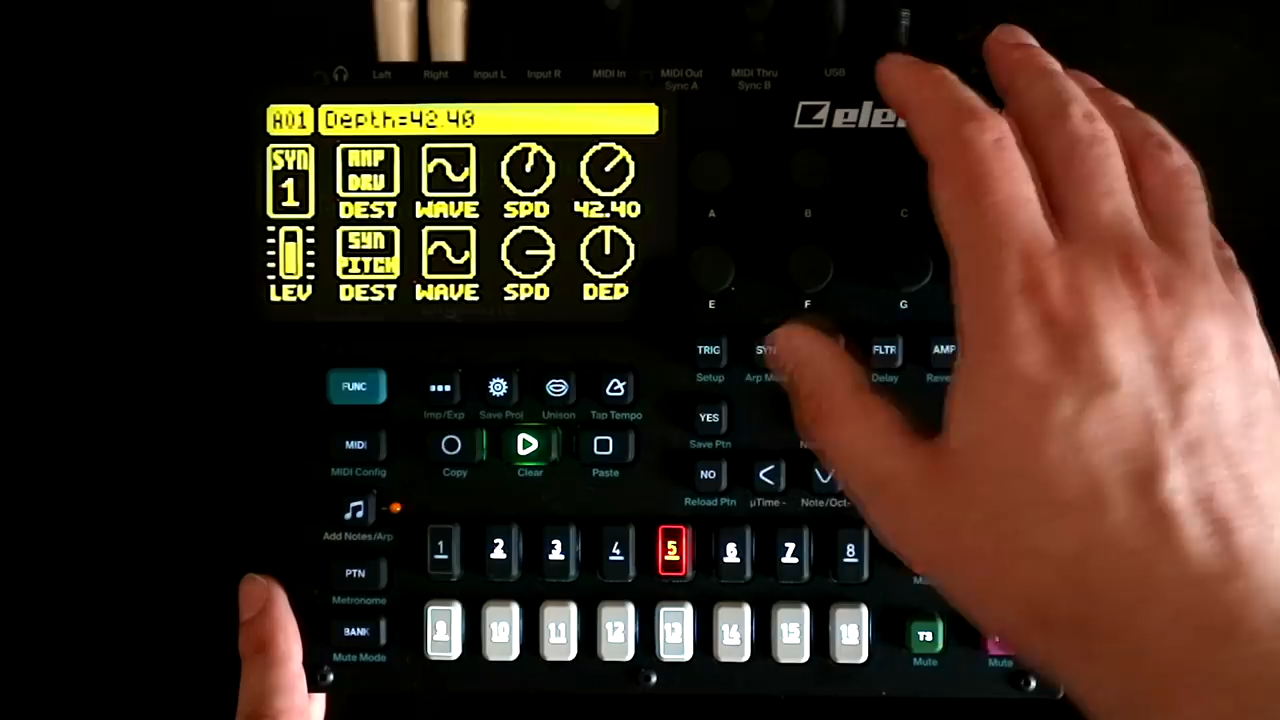 Left Right Input L Input R MIDI In MIDI Out MIDI Thru USB
Sync A Sync B
A01 Depth=42.40
SYN 1
AMP DRV
DEST WAVE SPD 42.40
SYN PITCH
LEV DEST WAVE SPD DEP
A B C
E F G
TRIG SYN FLTR AMP
Setup Delay
FUNC
Imp/Exp Save Proj Unison Tap Tempo
YES
Save Ptn
MIDI
MIDI Config Copy Clear Paste
NO
Reload Ptn µTime - Note/Oct-
Add Notes/Arp
1 2 3 4 5 6 7 8
PTN
Metronome
BANK
Mute Mode
9 10 11 12 13 14 15 16
T3
Mute Mute